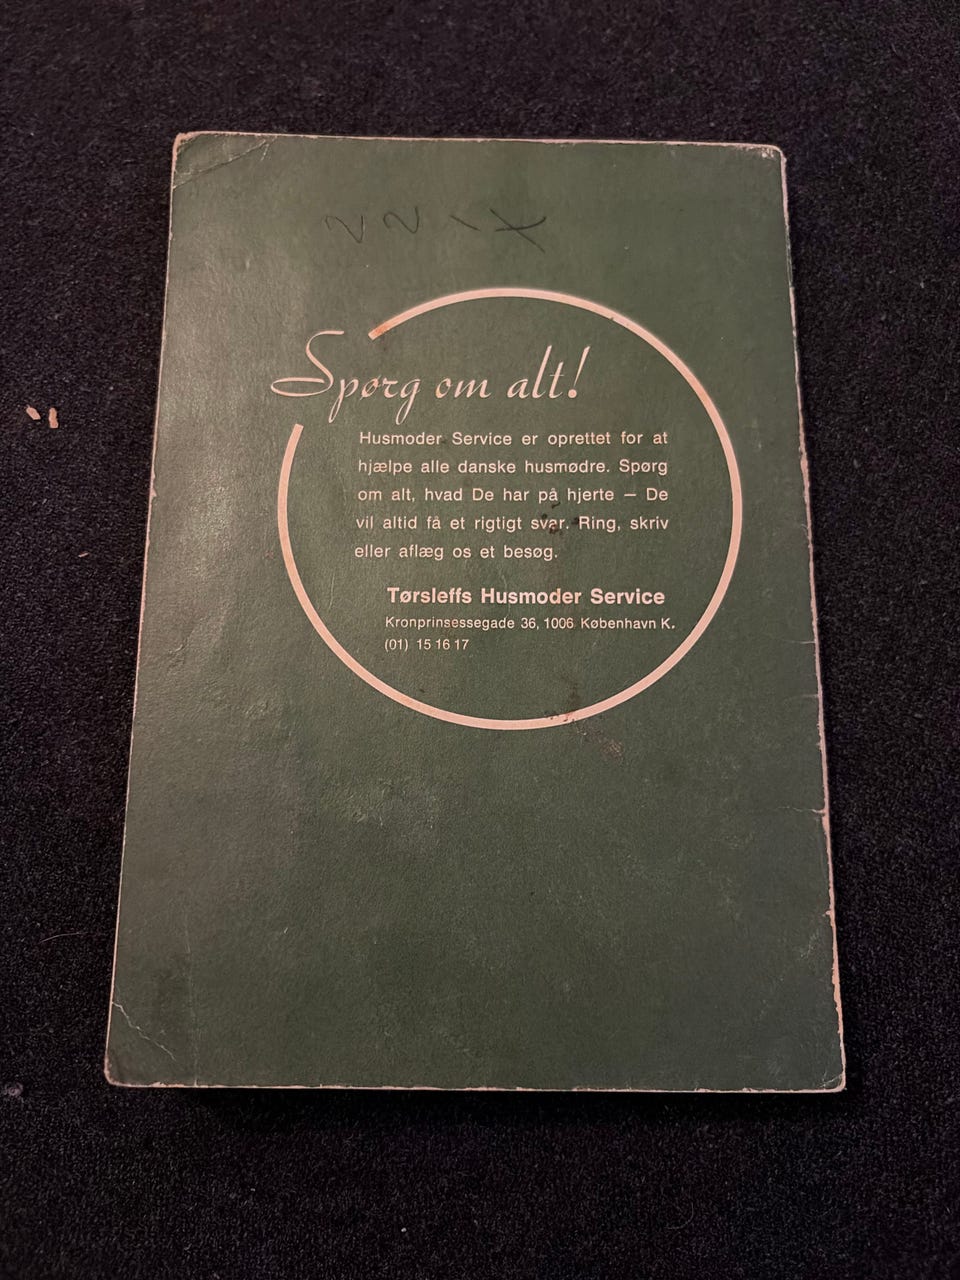 Spørg om alt!
Husmoder Service er oprettet for at
hjælpe alle danske husmødre. Spørg
om alt, hvad De har på hjerte — De
vil altid få et rigtigt svar. Ring, skriv
eller aflæg os et besøg.
Tørsleffs Husmoder Service
Kronprinsessegade 36, 1006 København K.
(01) 15 16 17